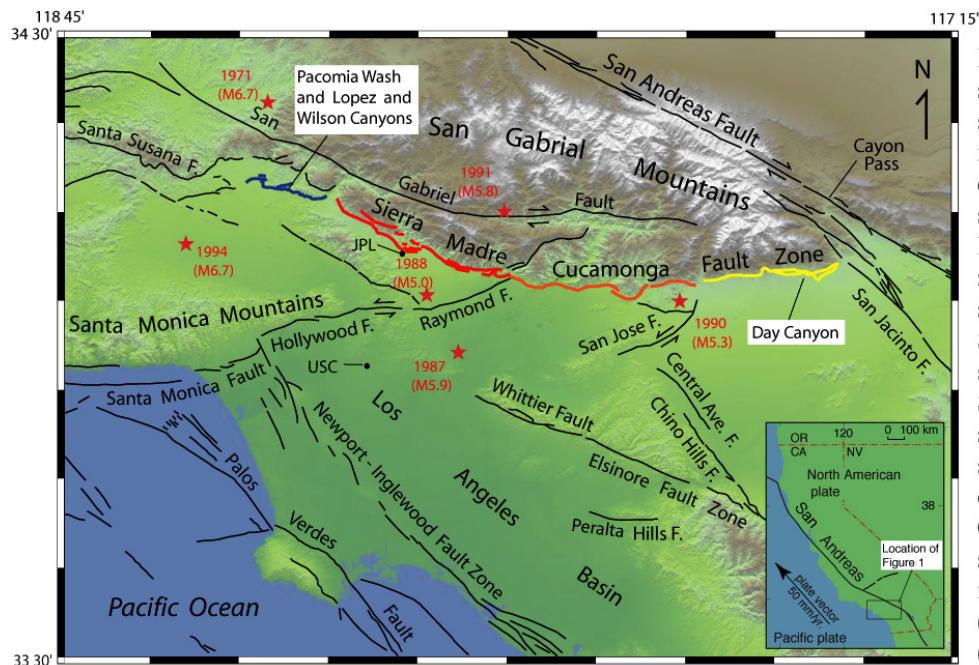 118 45'
117 15'
34 30'
1971
(M6.7)
Pacomia Wash
and Lopez and
Wilson Canyons
San Andreas Fault
N
San
San Gabrial
Mountains
Cayon
Pass
Santa Susana F.
1991
(M5.8)
Gabriel
Fault
Sierra
Madre
JPL
1994
(M6.7)
1988
(M5.0)
Cucamonga
Fault Zone
Raymond F.
Santa Monica Mountains
Hollywood F.
San Jose F.
1990
(M5.3)
Day Canyon
San Jacinto F.
USC
1987
(M5.9)
Santa Monica Fault
Los
Angeles
Basin
Whittier Fault
Central Ave. F.
Chino Hills F.
Newport - Inglewood Fault Zone
Elsinore Fault Zone
Peralta Hills F.
Palos
Verdes
Fault
Pacific Ocean
33 30'
0 100 km
OR
120
CA
NV
North American
plate
38
San Andreas
Location of
Figure 1
plate vector
50 mm/yr.
Pacific plate